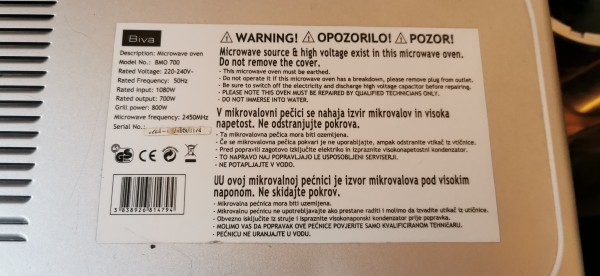 Biva
Description: Microwave oven
Model No.: BMO 700
Rated Voltage: 220-240V~
Rated Frequency: 50Hz
Rated input: 1080W
Rated output: 700W
Grill power: 800W
Microwave frequency: 2450MHz
Serial No.:
CE
3838926814794
WARNING! OPOZORILO! POZOR!
Microwave source & high voltage exist in this microwave oven.
Do not remove the cover.
- This microwave oven must be earthed.
- Do not operate it if this microwave oven has a breakdown, please remove plug from outlet.
- Be sure to switch off the electricity and discharge high voltage capacitor before repairing.
- PLEASE NOTE THIS OVEN MUST BE REPAIRED BY QUALIFIED TECHNICIANS ONLY.
- DO NOT IMMERSE INTO WATER.
V mikrovalovni pečici se nahaja izvir mikrovalov in visoka
napetost. Ne odstranjujte pokrova.
- Ta mikrovalovna pečica mora biti ozemljena.
- Če se mikrovalovna pečica pokvari je ne uporabljajte, ampak odstranite vtikač iz vtičnice.
- Pred popravili zagotovo izključite elektriko in izpraznite visokonapetostni kondenzator.
- TO NAPRAVO NAJ POPRAVLJAJO LE USPOSOBLJENI SERVISERJI.
- NE POTAPLJAJTE V VODO.
UU ovoj mikrovalnoj pećnici je izvor mikrovalova pod visokim
naponom. Ne skidajte pokrov.
- Mikrovalna pećnica mora biti uzemljena.
- Mikrovalnu pećnicu ne upotrebljavajte ako prestane raditi i molimo da izvadite utikač iz utičnice.
- Obvezno isključite iz struje i ispraznite visokonaponski kondenzator prije popravka.
- MOLIMO VAS DA POPRAVAK OVE PEĆNICE POVJERITE SAMO KVALIFICIRANOM TEHNIČARU.
- PEĆNICU NE URANJAJTE U VODU.